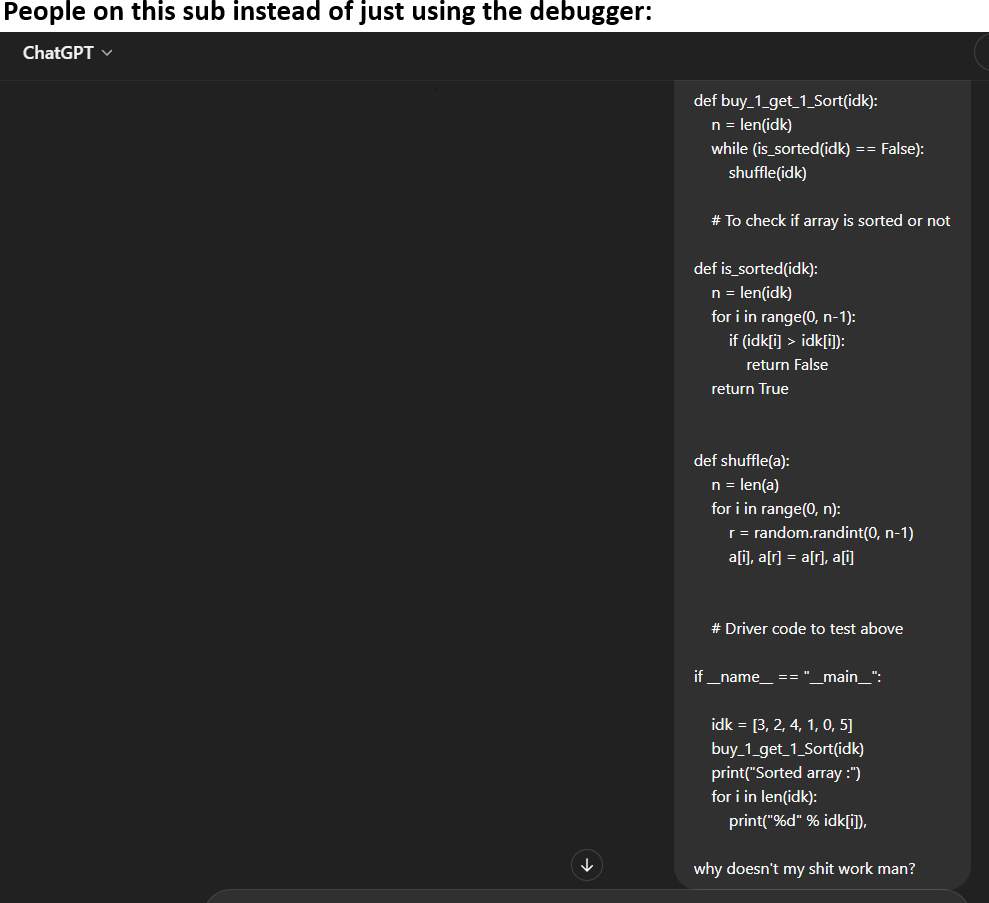 People on this sub instead of just using the debugger:
ChatGPT
def buy_1_get_1_Sort(idk):
n = len(idk)
while (is_sorted(idk) == False):
shuffle(idk)
# To check if array is sorted or not
def is_sorted(idk):
n = len(idk)
for i in range(0, n-1):
if (idk[i] > idk[i]):
return False
return True
def shuffle(a):
n = len(a)
for i in range(0, n):
r = random.randint(0, n-1)
a[i], a[r] = a[r], a[i]
# Driver code to test above
if __name__ == "__main__":
idk = [3, 2, 4, 1, 0, 5]
buy_1_get_1_Sort(idk)
print("Sorted array :")
for i in len(idk):
print("%d" % idk[i]),
why doesn't my shit work man?